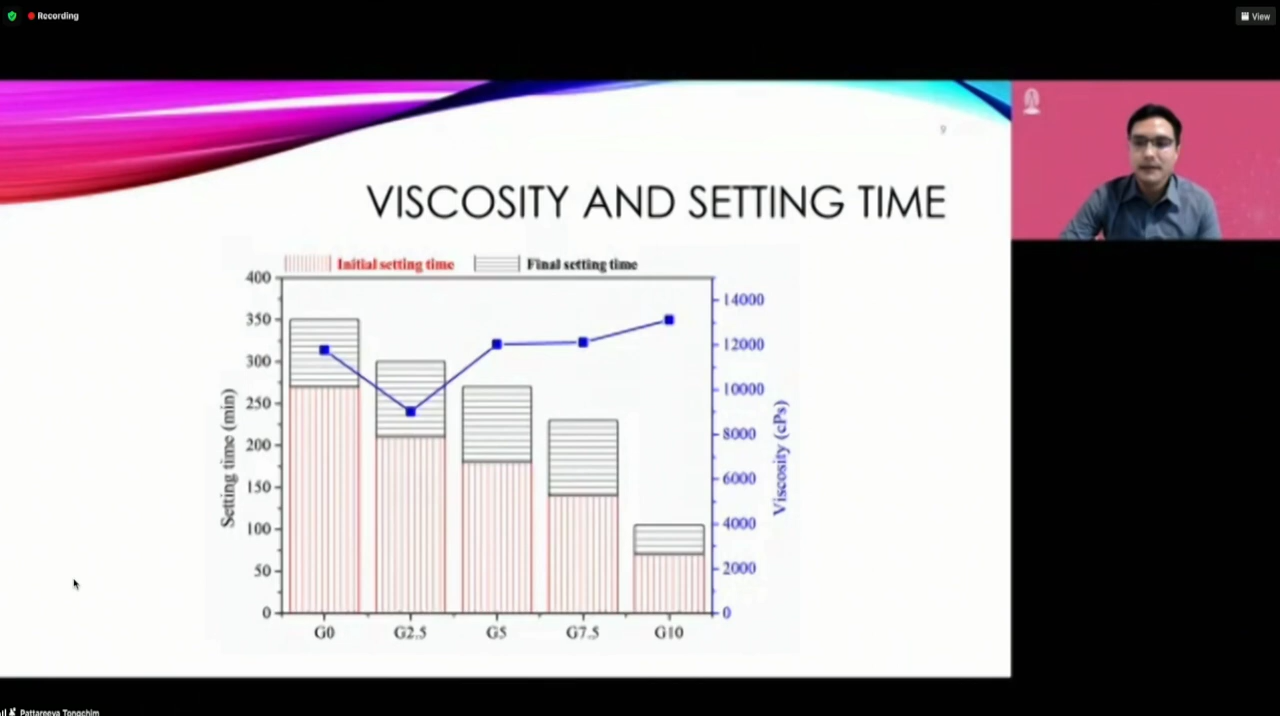 Recording
View
9
VISCOSITY AND SETTING TIME
Initial setting time Final setting time
400
350
300
250
200
150
100
50
0
Setting time (min)
14000
12000
10000
8000
6000
4000
2000
0
Viscosity (cPs)
G0 G2.5 G5 G7.5 G10
Pattareeya Tongchim